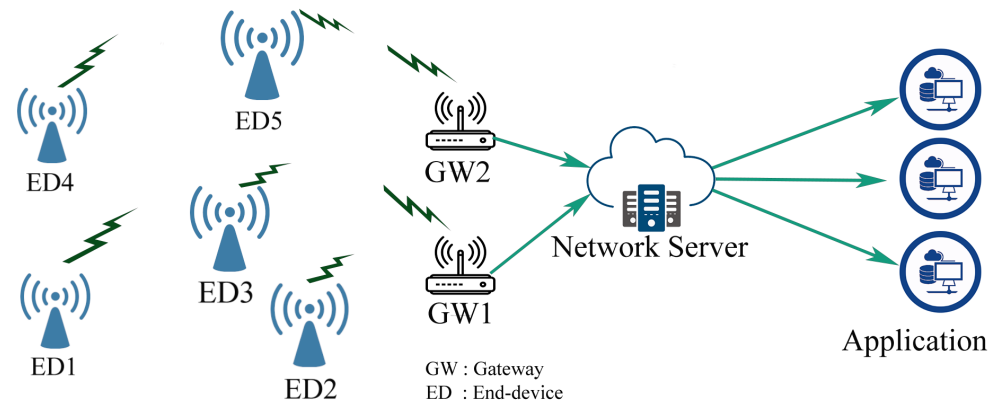 ED5
ED4
GW2
ED3
Network Server
GW1
ED1
ED2
Application
GW : Gateway
ED : End-device